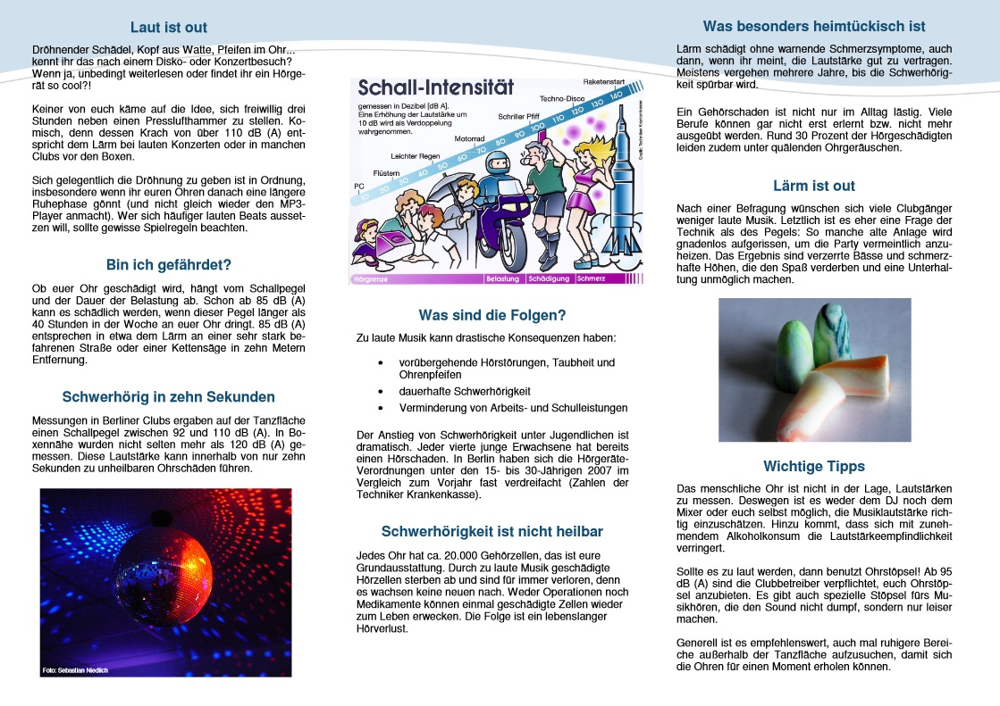 Laut ist out
Dröhnender Schädel, Kopf aus Watte, Pfeifen im Ohr...
kennt ihr das nach einem Disko- oder Konzertbesuch?
Wenn ja, unbedingt weiterlesen oder findet ihr ein Hörge-
rät so cool?!
Keiner von euch käme auf die Idee, sich freiwillig drei
Stunden neben einen Presslufthammer zu stellen. Ko-
misch, denn dessen Krach von über 110 dB (A) ent-
spricht dem Lärm bei lauten Konzerten oder in manchen
Clubs vor den Boxen.
Sich gelegentlich die Dröhnung zu geben ist in Ordnung,
insbesondere wenn ihr euren Ohren danach eine längere
Ruhephase gönnt (und nicht gleich wieder den MP3-
Player anmacht). Wer sich häufiger lauten Beats ausset-
zen will, sollte gewisse Spielregeln beachten.
Bin ich gefährdet?
Ob euer Ohr geschädigt wird, hängt vom Schallpegel
und der Dauer der Belastung ab. Schon ab 85 dB (A)
kann es schädlich werden, wenn dieser Pegel länger als
40 Stunden in der Woche an euer Ohr dringt. 85 dB (A)
entsprechen in etwa dem Lärm an einer sehr stark be-
fahrenen Straße oder einer Kettensäge in zehn Metern
Entfernung.
Schwerhörig in zehn Sekunden
Messungen in Berliner Clubs ergaben auf der Tanzfläche
einen Schallpegel zwischen 92 und 110 dB (A). In Bo-
xennähe wurden nicht selten mehr als 120 dB (A) ge-
messen. Diese Lautstärke kann innerhalb von nur zehn
Sekunden zu unheilbaren Ohrschäden führen.
Foto: Sebastian Niedlich
Schall-Intensität
gemessen in Dezibel [dB A].
Eine Erhöhung der Lautstärke um
10 dB wird als Verdoppelung
wahrgenommen.
PC
Flüstern
Leichter Regen
Motorrad
Schriller Pfiff
Techno-Disco
Raketenstart
10 20 30 40 50 60 70 80 90 100 110 120 130 140
Credit: Techniker Krankenkasse
Hörgrenze Belastung Schädigung Schmerz
Was sind die Folgen?
Zu laute Musik kann drastische Konsequenzen haben:
• vorübergehende Hörstörungen, Taubheit und
Ohrenpfeifen
• dauerhafte Schwerhörigkeit
• Verminderung von Arbeits- und Schulleistungen
Der Anstieg von Schwerhörigkeit unter Jugendlichen ist
dramatisch. Jeder vierte junge Erwachsene hat bereits
einen Hörschaden. In Berlin haben sich die Hörgeräte-
Verordnungen unter den 15- bis 30-Jährigen 2007 im
Vergleich zum Vorjahr fast verdreifacht (Zahlen der
Techniker Krankenkasse).
Schwerhörigkeit ist nicht heilbar
Jedes Ohr hat ca. 20.000 Gehörzellen, das ist eure
Grundausstattung. Durch zu laute Musik geschädigte
Hörzellen sterben ab und sind für immer verloren, denn
es wachsen keine neuen nach. Weder Operationen noch
Medikamente können einmal geschädigte Zellen wieder
zum Leben erwecken. Die Folge ist ein lebenslanger
Hörverlust.
Was besonders heimtückisch ist
Lärm schädigt ohne warnende Schmerzsymptome, auch
dann, wenn ihr meint, die Lautstärke gut zu vertragen.
Meistens vergehen mehrere Jahre, bis die Schwerhörig-
keit spürbar wird.
Ein Gehörschaden ist nicht nur im Alltag lästig. Viele
Berufe können gar nicht erst erlernt bzw. nicht mehr
ausgeübt werden. Rund 30 Prozent der Hörgeschädigten
leiden zudem unter quälenden Ohrgeräuschen.
Lärm ist out
Nach einer Befragung wünschen sich viele Clubgänger
weniger laute Musik. Letztlich ist es eher eine Frage der
Technik als des Pegels: So manche alte Anlage wird
gnadenlos aufgerissen, um die Party vermeintlich anzu-
heizen. Das Ergebnis sind verzerrte Bässe und schmerz-
hafte Höhen, die den Spaß verderben und eine Unterhal-
tung unmöglich machen.
Wichtige Tipps
Das menschliche Ohr ist nicht in der Lage, Lautstärken
zu messen. Deswegen ist es weder dem DJ noch dem
Mixer oder euch selbst möglich, die Musiklautstärke rich-
tig einzuschätzen. Hinzu kommt, dass sich mit zuneh-
mendem Alkoholkonsum die Lautstärkeempfindlichkeit
verringert.
Sollte es zu laut werden, dann benutzt Ohrstöpsel! Ab 95
dB (A) sind die Clubbetreiber verpflichtet, euch Ohrstöp-
sel anzubieten. Es gibt auch spezielle Stöpsel fürs Mu-
sikhören, die den Sound nicht dumpf, sondern nur leiser
machen.
Generell ist es empfehlenswert, auch mal ruhigere Berei-
che außerhalb der Tanzfläche aufzusuchen, damit sich
die Ohren für einen Moment erholen können.